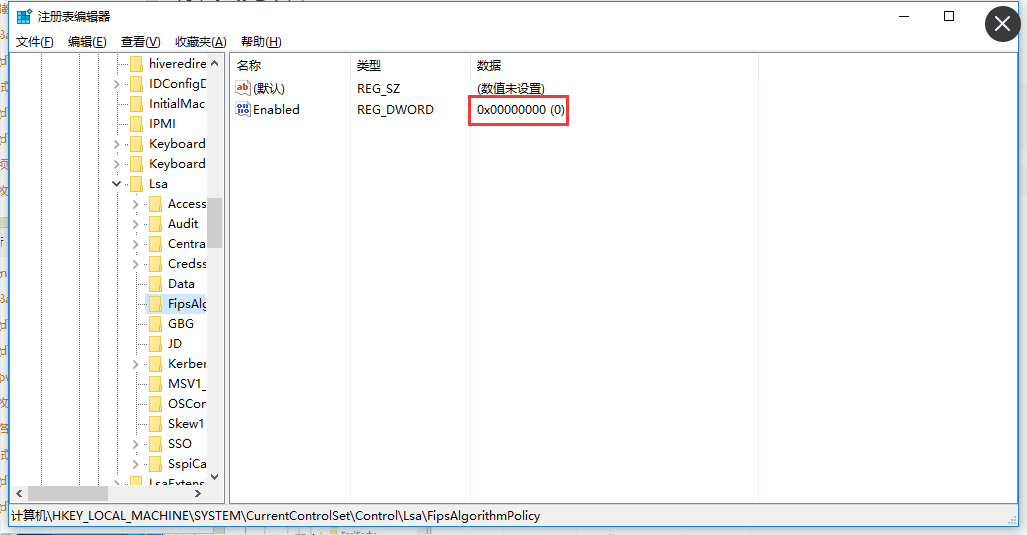 注册表编辑器
文件(F) 编辑(E) 查看(V) 收藏夹(A) 帮助(H)
hiveredire
IDConfigD
InitialMac
IPMI
Keyboard
Keyboard
Lsa
Access
Audit
Centra
Credss
Data
FipsAlg
GBG
JD
Kerber
MSV1_
OSCon
Skew1
SSO
SspiCa
LsaExtens
名称 类型 数据
(默认) REG_SZ (数值未设置)
Enabled REG_DWORD 0x00000000 (0)
计算机\HKEY_LOCAL_MACHINE\SYSTEM\CurrentControlSet\Control\Lsa\FipsAlgorithmPolicy